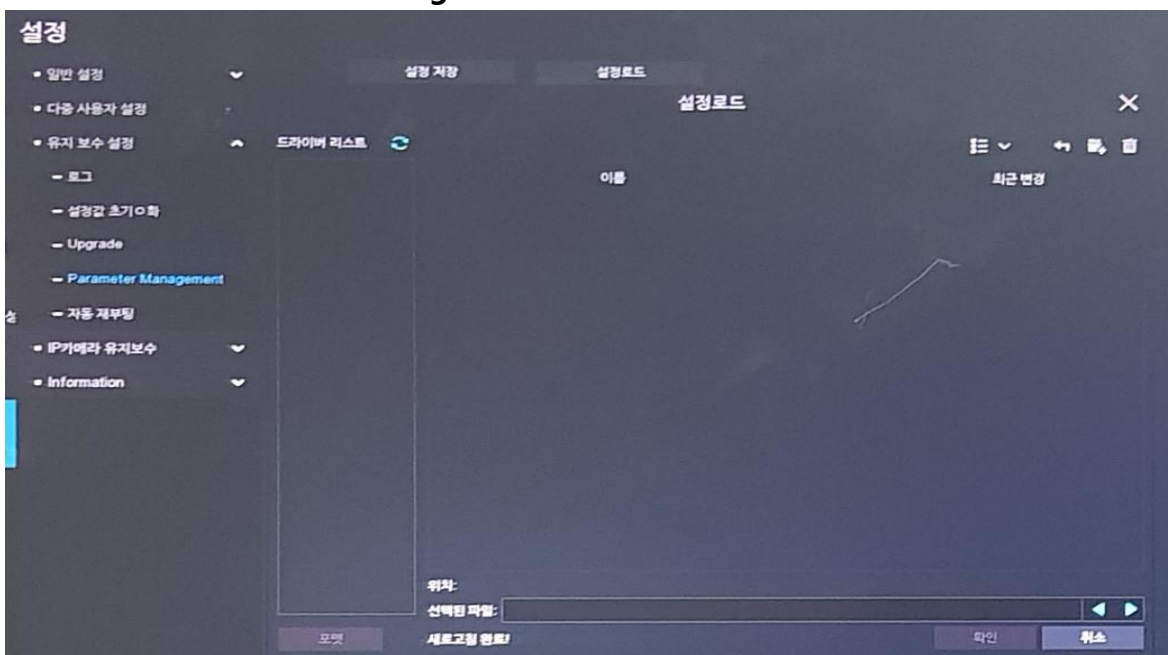 설정
일반 설정
설정 저장
설정로드
다중 사용자 설정
설정로드
유지 보수 설정
드라이버 리스트
로그
이름
최근 변경
설정값 초기ㅇ화
Upgrade
Parameter Management
자동 재부팅
IP카메라 유지보수
Information
위치:
선택된 파일:
포맷
새로고침 완료!
확인
취소